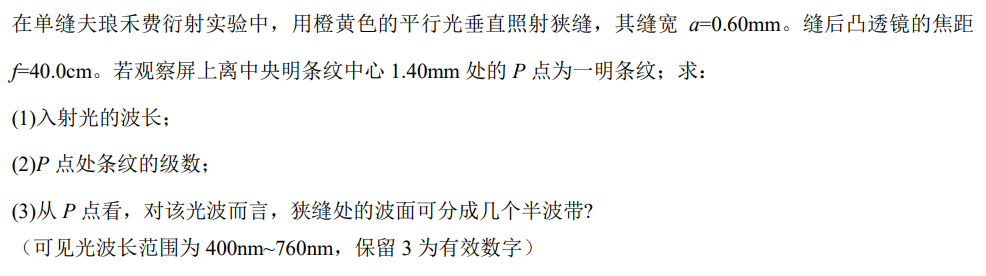 在单缝夫琅禾费衍射实验中，用橙黄色的平行光垂直照射狭缝，其缝宽 a=0.60mm。缝后凸透镜的焦距
f=40.0cm。若观察屏上离中央明条纹中心 1.40mm 处的 P 点为一明条纹；求：
(1)入射光的波长；
(2)P 点处条纹的级数；
(3)从 P 点看，对该光波而言，狭缝处的波面可分成几个半波带?
（可见光波长范围为 400nm~760nm，保留 3 为有效数字）